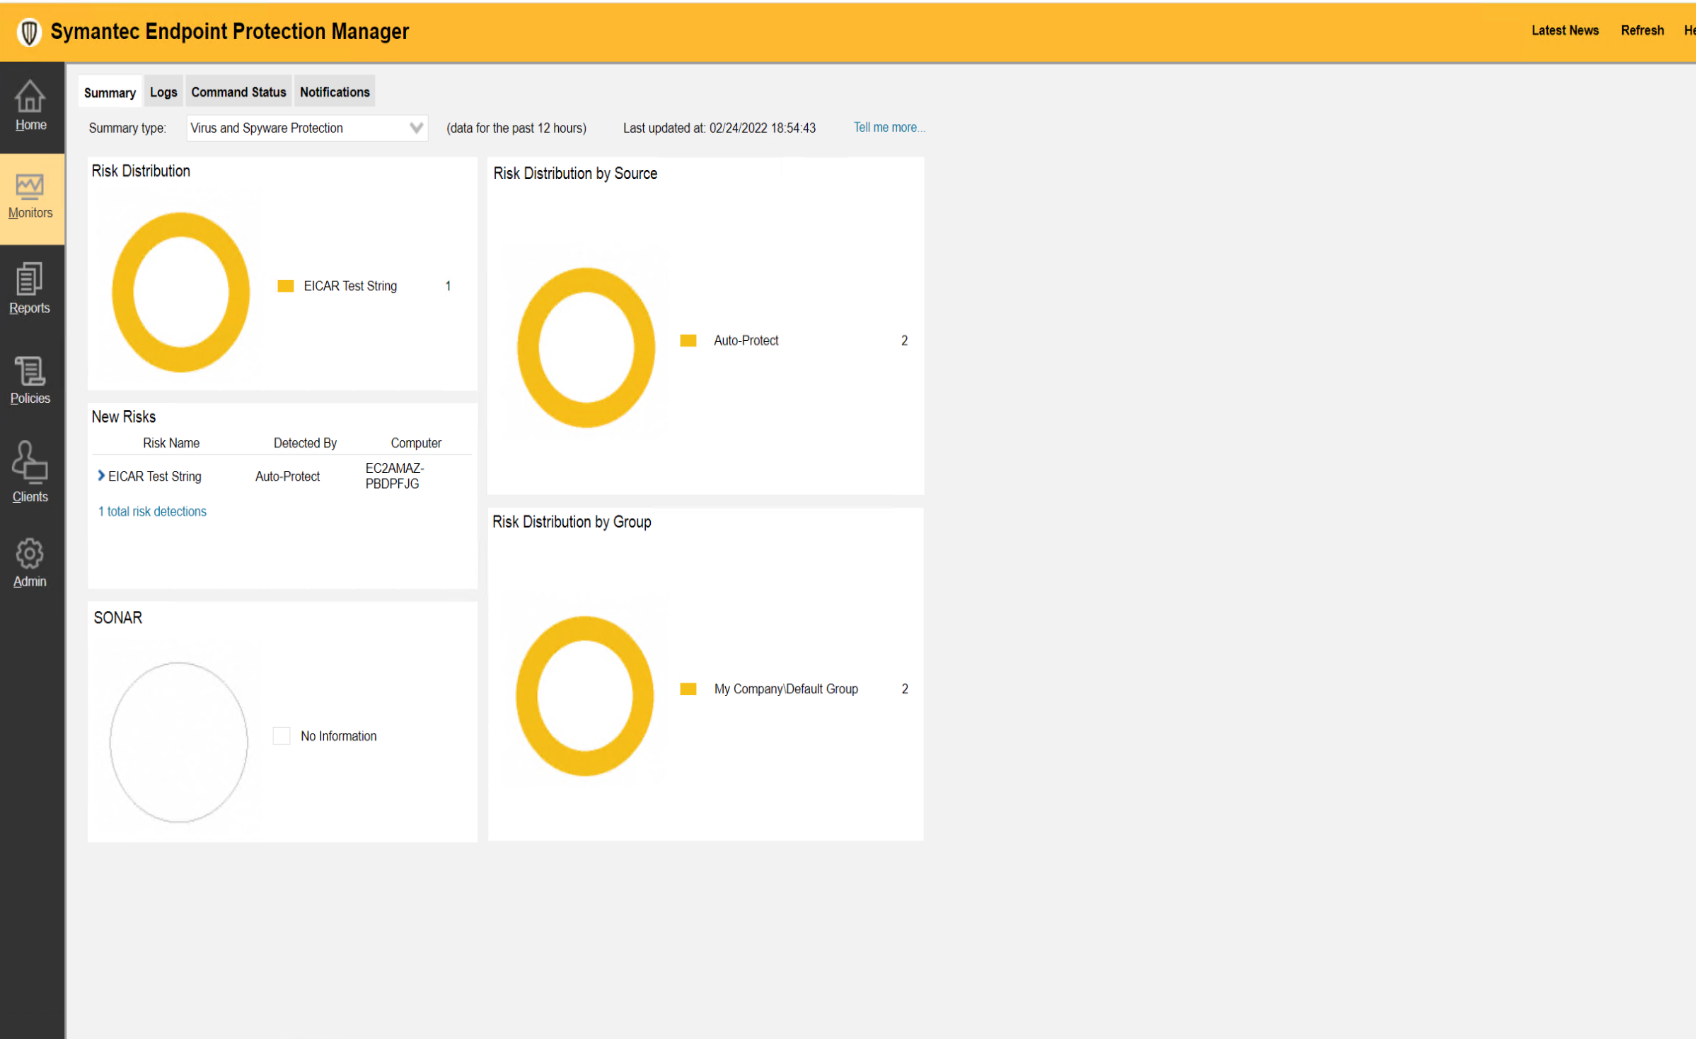 Symantec Endpoint Protection Manager
Latest News Refresh He
Home
Monitors
Reports
Policies
Clients
Admin
Summary Logs Command Status Notifications
Summary type: Virus and Spyware Protection (data for the past 12 hours) Last updated at: 02/24/2022 18:54:43 Tell me more...
Risk Distribution
EICAR Test String 1
New Risks
Risk Name Detected By Computer
EICAR Test String Auto-Protect EC2AMAZ-
PBDPFJG
1 total risk detections
SONAR
No Information
Risk Distribution by Source
Auto-Protect 2
Risk Distribution by Group
My Company\Default Group 2